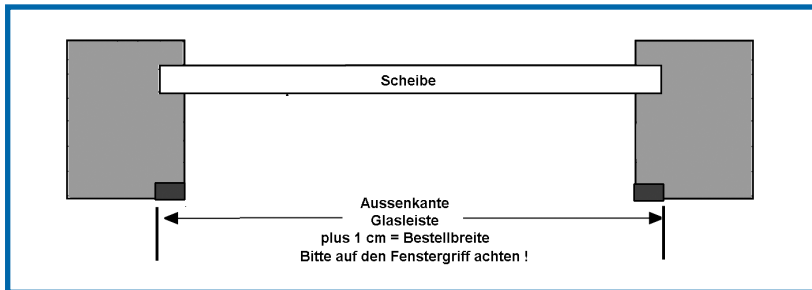 Scheibe
Aussenkante
Glasleiste
plus 1 cm = Bestellbreite
Bitte auf den Fenstergriff achten !